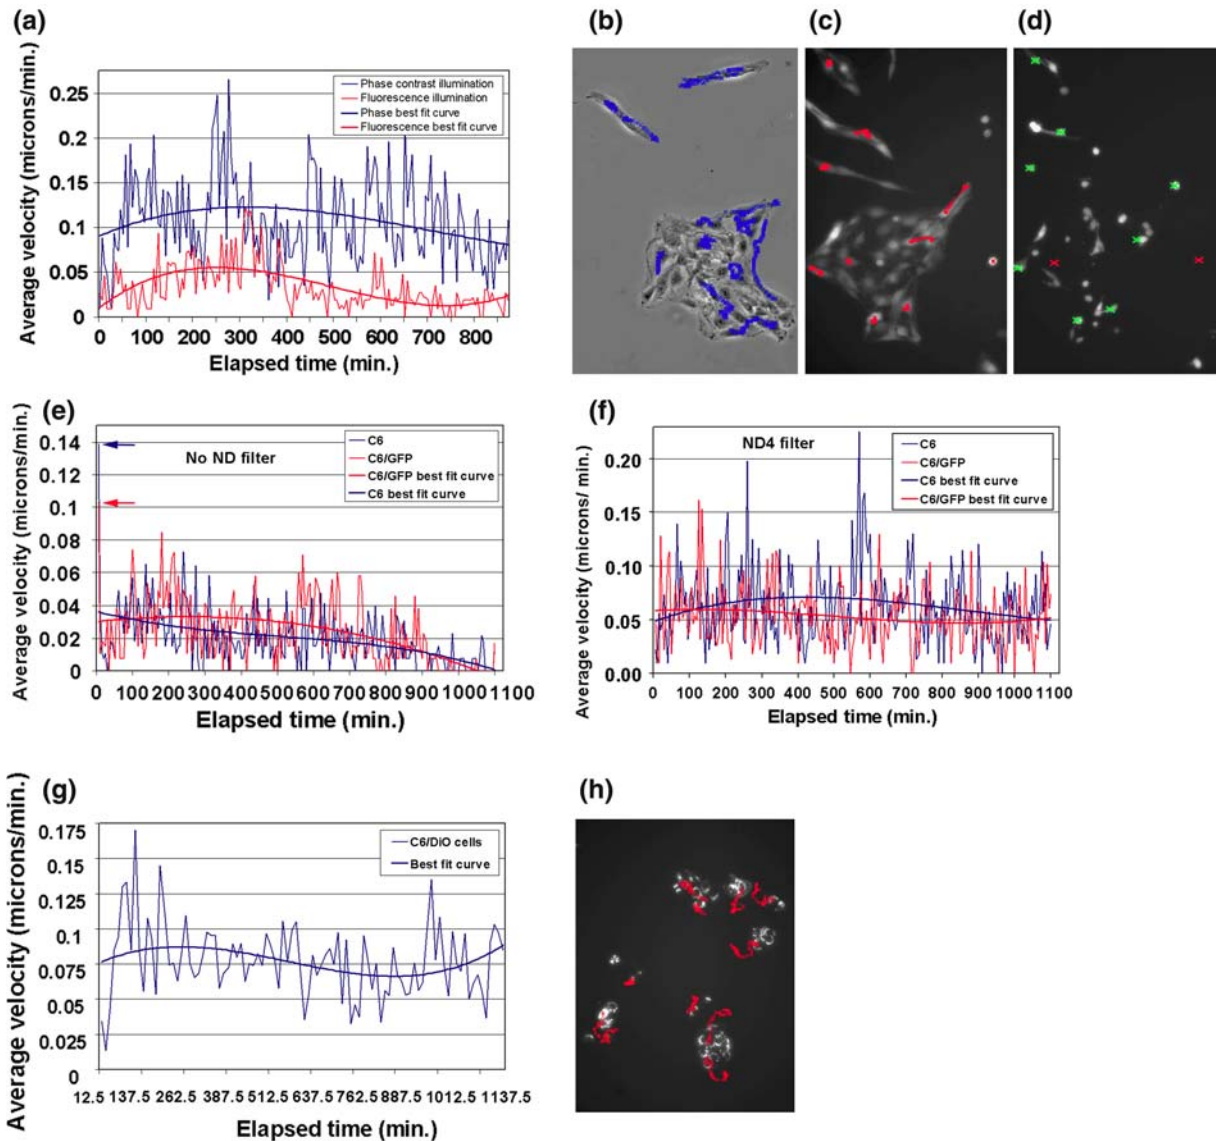 (a)
Average velocity (microns/min.)
0.25
0.2
0.15
0.1
0.05
0
Phase contrast illumination
Fluorescence illumination
Phase best fit curve
Fluorescence best fit curve
0 100 200 300 400 500 600 700 800
Elapsed time (min.)
(b)
(c)
(d)
(e)
Average velocity (microns/min.)
0.14
0.12
0.1
0.08
0.06
0.04
0.02
0
No ND filter
C6
C6/GFP
C6/GFP best fit curve
C6 best fit curve
0 100 200 300 400 500 600 700 800 900 1000 1100
Elapsed time (min.)
(f)
Average velocity (microns/ min.)
0.20
0.15
0.10
0.05
0.00
ND4 filter
C6
C6/GFP
C6 best fit curve
C6/GFP best fit curve
0 100 200 300 400 500 600 700 800 900 1000 1100
Elapsed time (min.)
(g)
Average velocity (microns/min.)
0.175
0.15
0.125
0.1
0.075
0.05
0.025
0
C6/DiO cells
Best fit curve
12.5 137.5 262.5 387.5 512.5 637.5 762.5 887.5 1012.5 1137.5
Elapsed time (min.)
(h)